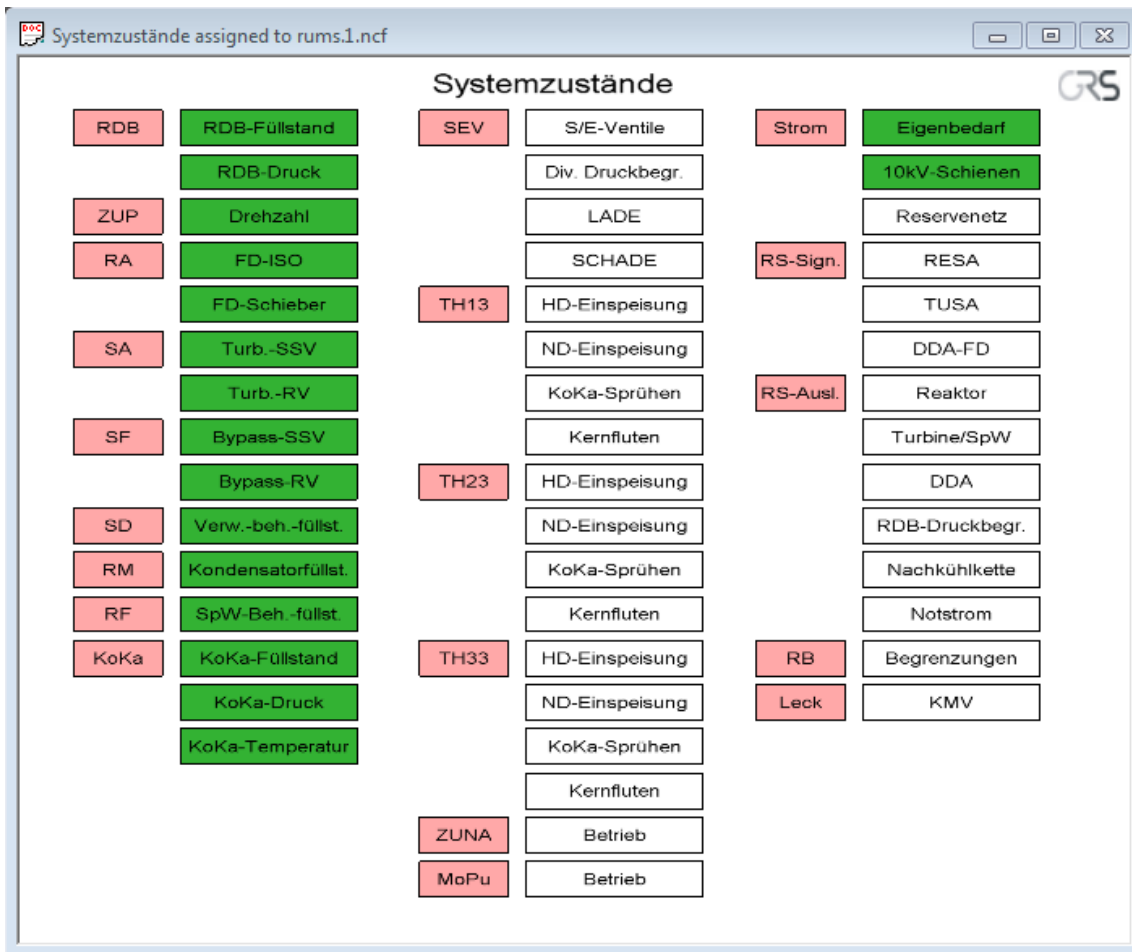 Systemzustände assigned to rums.1.ncf
Systemzustände
GRS
RDB RDB-Füllstand SEV S/E-Ventile Strom Eigenbedarf
RDB-Druck Div. Druckbegr. 10kV-Schienen
ZUP Drehzahl LADE Reservenetz
RA FD-ISO SCHADE RS-Sign. RESA
FD-Schieber TH13 HD-Einspeisung TUSA
SA Turb.-SSV ND-Einspeisung DDA-FD
Turb.-RV KoKa-Sprühen RS-Ausl. Reaktor
SF Bypass-SSV Kernfluten Turbine/SpW
Bypass-RV TH23 HD-Einspeisung DDA
SD Verw.-beh.-füllst. ND-Einspeisung RDB-Druckbegr.
RM Kondensatorfüllst. KoKa-Sprühen Nachkühlkette
RF SpW-Beh.-füllst. Kernfluten Notstrom
KoKa KoKa-Füllstand TH33 HD-Einspeisung RB Begrenzungen
KoKa-Druck ND-Einspeisung Leck KMV
KoKa-Temperatur KoKa-Sprühen
Kernfluten
ZUNA Betrieb
MoPu Betrieb